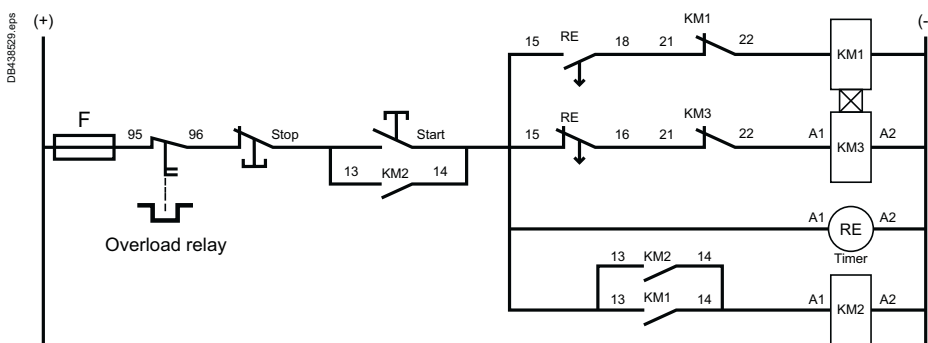 DB438529.eps
(+)
(-
KM1
15 RE 18 21 22
KM1
F
95 96 Stop
Start
13 KM2 14
15 RE 16 21 KM3 22 A1 A2
KM3
Overload relay
A1 RE A2
Timer
13 KM2 14
13 KM1 14 A1 A2
KM2